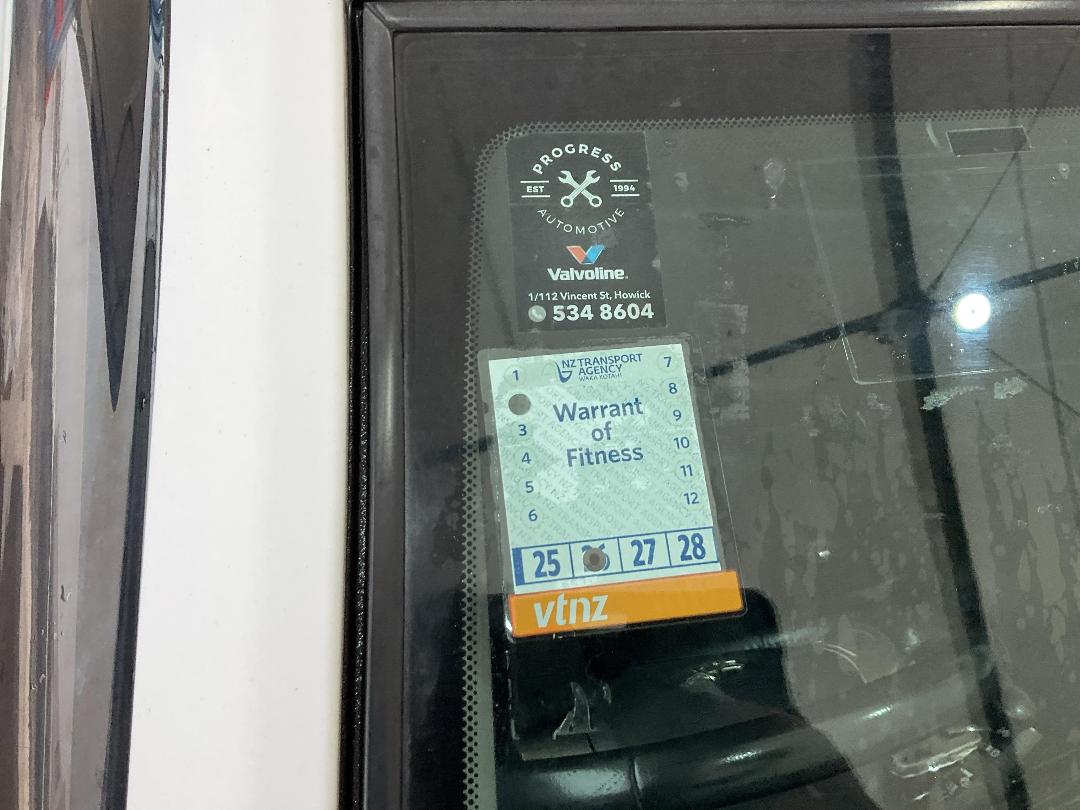 PROGRESS
EST 1994
AUTOMOTIVE
Valvoline
1/112 Vincent St, Howick
534 8604
NZ TRANSPORT
AGENCY
WAKA KOTAHI
Warrant
of
Fitness
1
3
4
5
6
7
8
9
10
11
12
25 27 28
vtnz